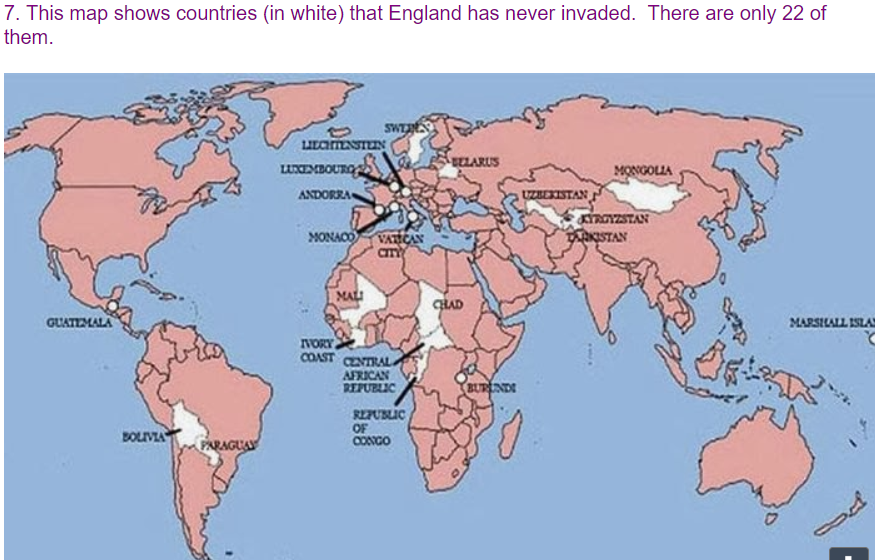 7. This map shows countries (in white) that England has never invaded. There are only 22 of
them.
SWEDEN
LIECHTENSTEIN
LUXEMBOURG
BELARUS
MONGOLIA
ANDORRA
UZBEKISTAN
KYRGYZSTAN
MONACO
VATICAN
CITY
TAJIKISTAN
MALI
CHAD
GUATEMALA
MARSHALL ISLA
IVORY
COAST
CENTRAL
AFRICAN
REPUBLIC
BURUNDI
REPUBLIC
OF
CONGO
BOLIVIA
PARAGUAY